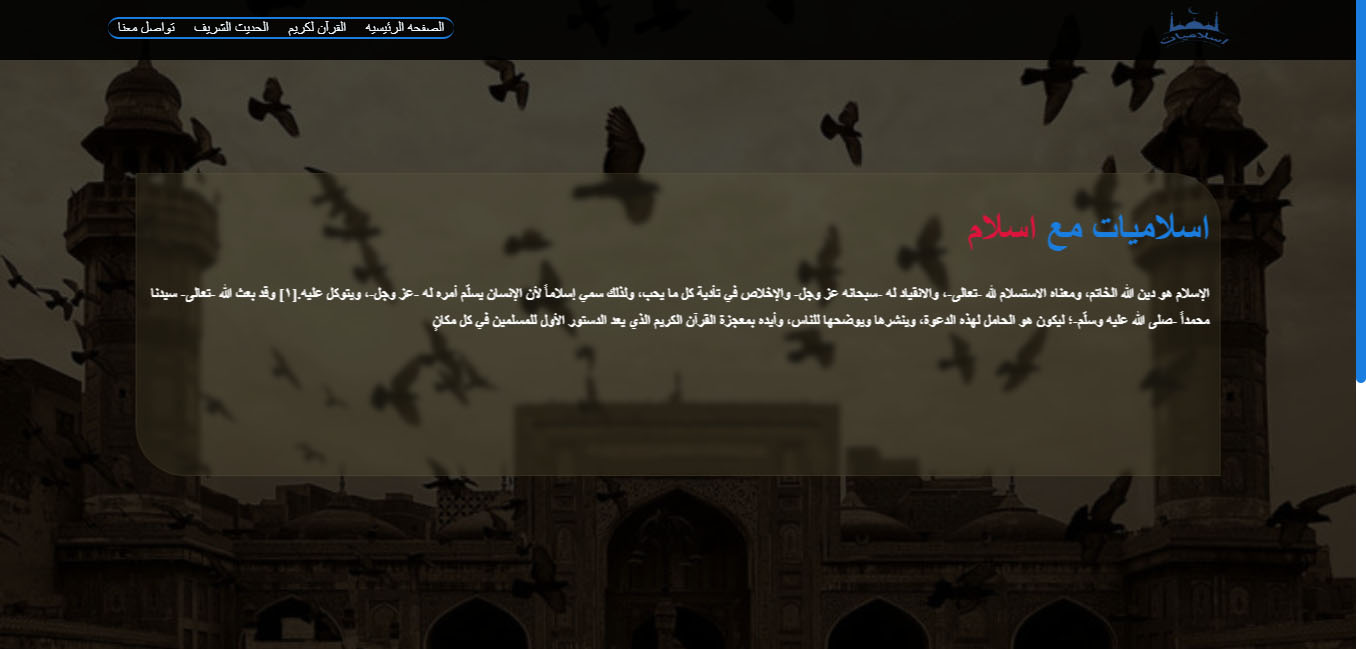 اسلاميات
الصفحه الرئيسيه القرآن لكريم الحديث الشريف تواصل معنا
اسلاميات مع اسلام
الإسلام هو دين الله الخاتم، ومعناه الاستسلام لله -تعالى-، والانقياد له -سبحانه عز وجل- والإخلاص في تأدية كل ما يحب، ولذلك سمي إسلاماً لأن الإنسان يسلّم أمره له -عز وجل-، ويتوكل عليه.[١] وقد بعث الله -تعالى- سيدنا
محمداً -صلى الله عليه وسلّم-؛ ليكون هو الحامل لهذه الدعوة، وينشرها ويوضحها للناس، وأيده بمعجزة القرآن الكريم الذي يعد الدستور الأول للمسلمين في كل مكانٍ